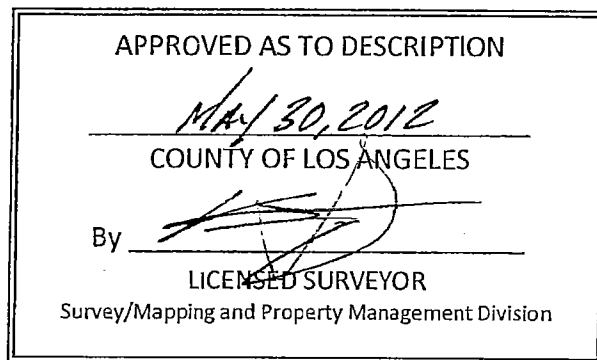 APPROVED AS TO DESCRIPTION
MAY 30, 2012
COUNTY OF LOS ANGELES
By
LICENSED SURVEYOR
Survey/Mapping and Property Management Division